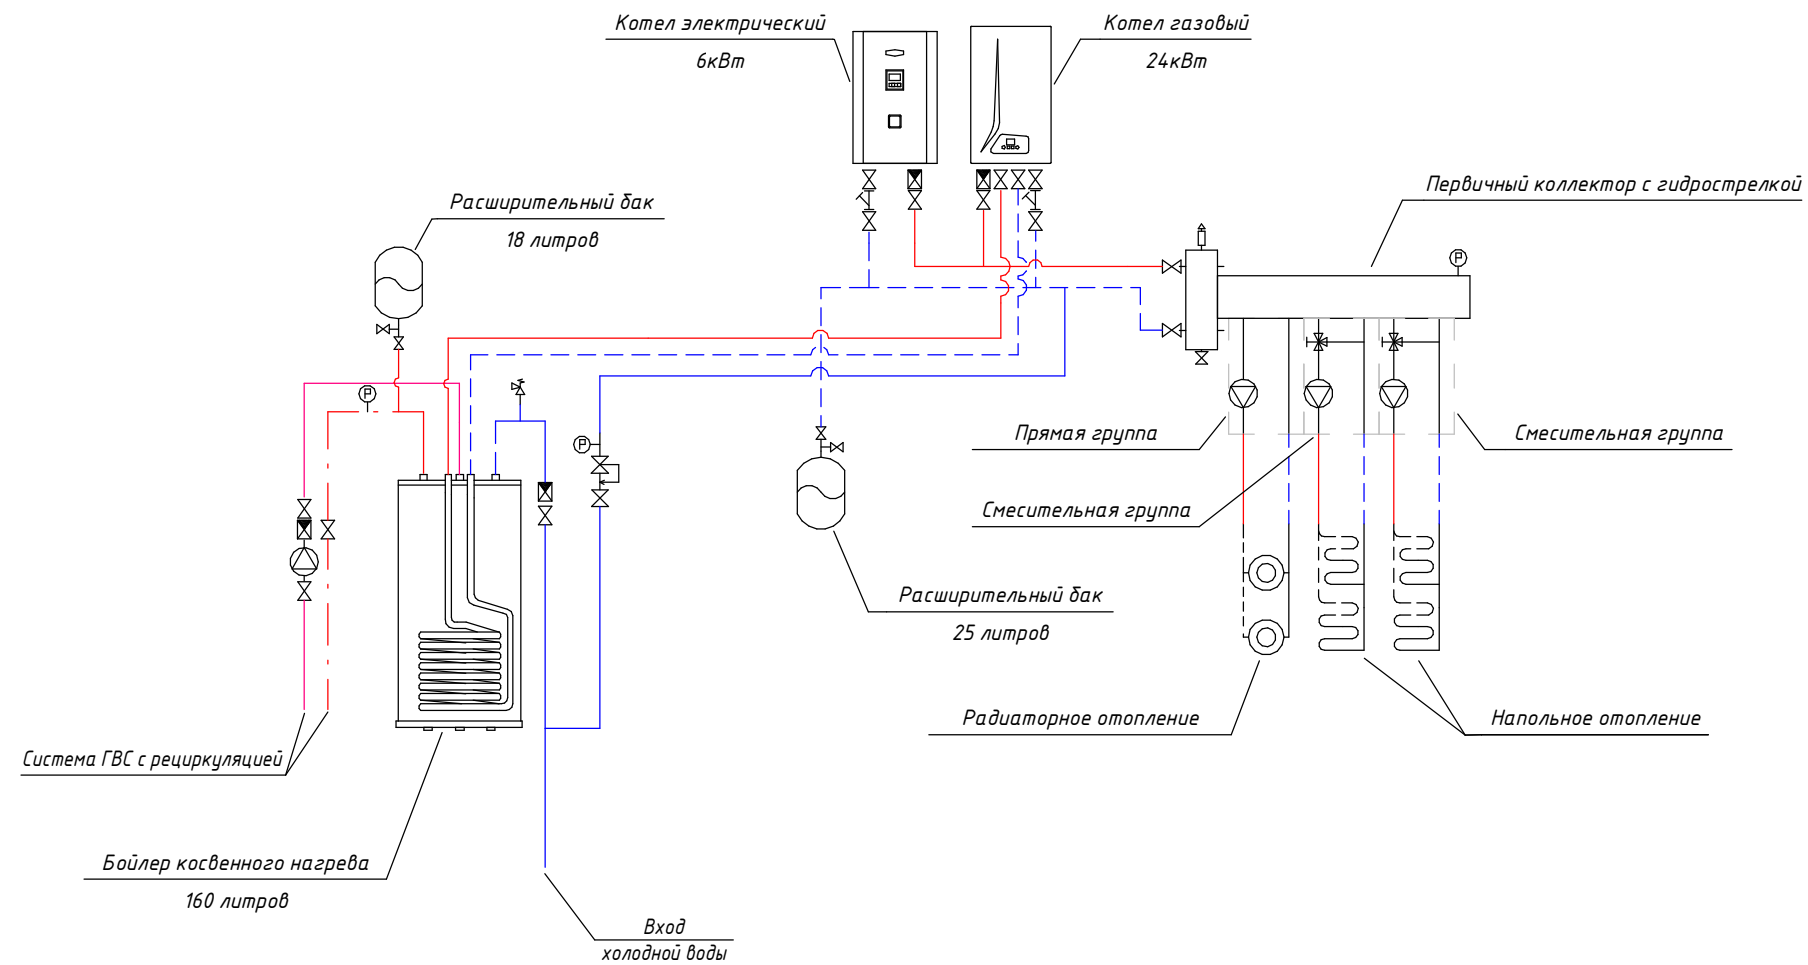 Котел электрический
6кВт
Котел газовый
24кВт
Первичный коллектор с гидрострелкой
Расширительный бак
18 литров
P
P
P
Прямая группа
Смесительная группа
Смесительная группа
Расширительный бак
25 литров
Радиаторное отопление
Напольное отопление
Система ГВС с рециркуляцией
Бойлер косвенного нагрева
160 литров
Вход
холодной воды